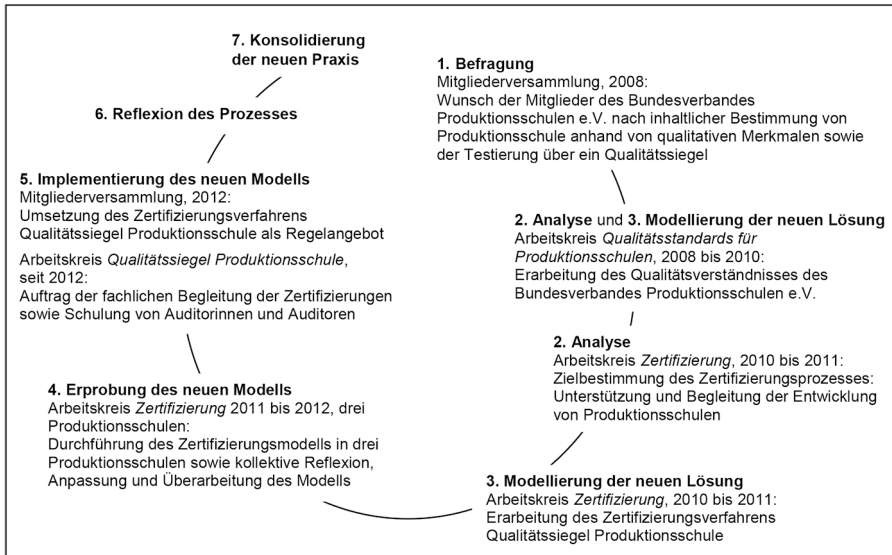 1. Befragung
Mitgliederversammlung, 2008:
Wunsch der Mitglieder des Bundesverbandes
Produktionsschulen e.V. nach inhaltlicher Bestimmung von
Produktionsschule anhand von qualitativen Merkmalen sowie
der Testierung über ein Qualitätssiegel
2. Analyse und 3. Modellierung der neuen Lösung
Arbeitskreis Qualitätsstandards für
Produktionsschulen, 2008 bis 2010:
Erarbeitung des Qualitätsverständnisses des
Bundesverbandes Produktionsschulen e.V.
2. Analyse
Arbeitskreis Zertifizierung, 2010 bis 2011:
Zielbestimmung des Zertifizierungsprozesses:
Unterstützung und Begleitung der Entwicklung
von Produktionsschulen
3. Modellierung der neuen Lösung
Arbeitskreis Zertifizierung, 2010 bis 2011:
Erarbeitung des Zertifizierungsverfahrens
Qualitätssiegel Produktionsschule
4. Erprobung des neuen Modells
Arbeitskreis Zertifizierung 2011 bis 2012, drei
Produktionsschulen:
Durchführung des Zertifizierungsmodells in drei
Produktionsschulen sowie kollektive Reflexion,
Anpassung und Überarbeitung des Modells
5. Implementierung des neuen Modells
Mitgliederversammlung, 2012:
Umsetzung des Zertifizierungsverfahrens
Qualitätssiegel Produktionsschule als Regelangebot
Arbeitskreis Qualitätssiegel Produktionsschule,
seit 2012:
Auftrag der fachlichen Begleitung der Zertifizierungen
sowie Schulung von Auditorinnen und Auditoren
6. Reflexion des Prozesses
7. Konsolidierung
der neuen Praxis